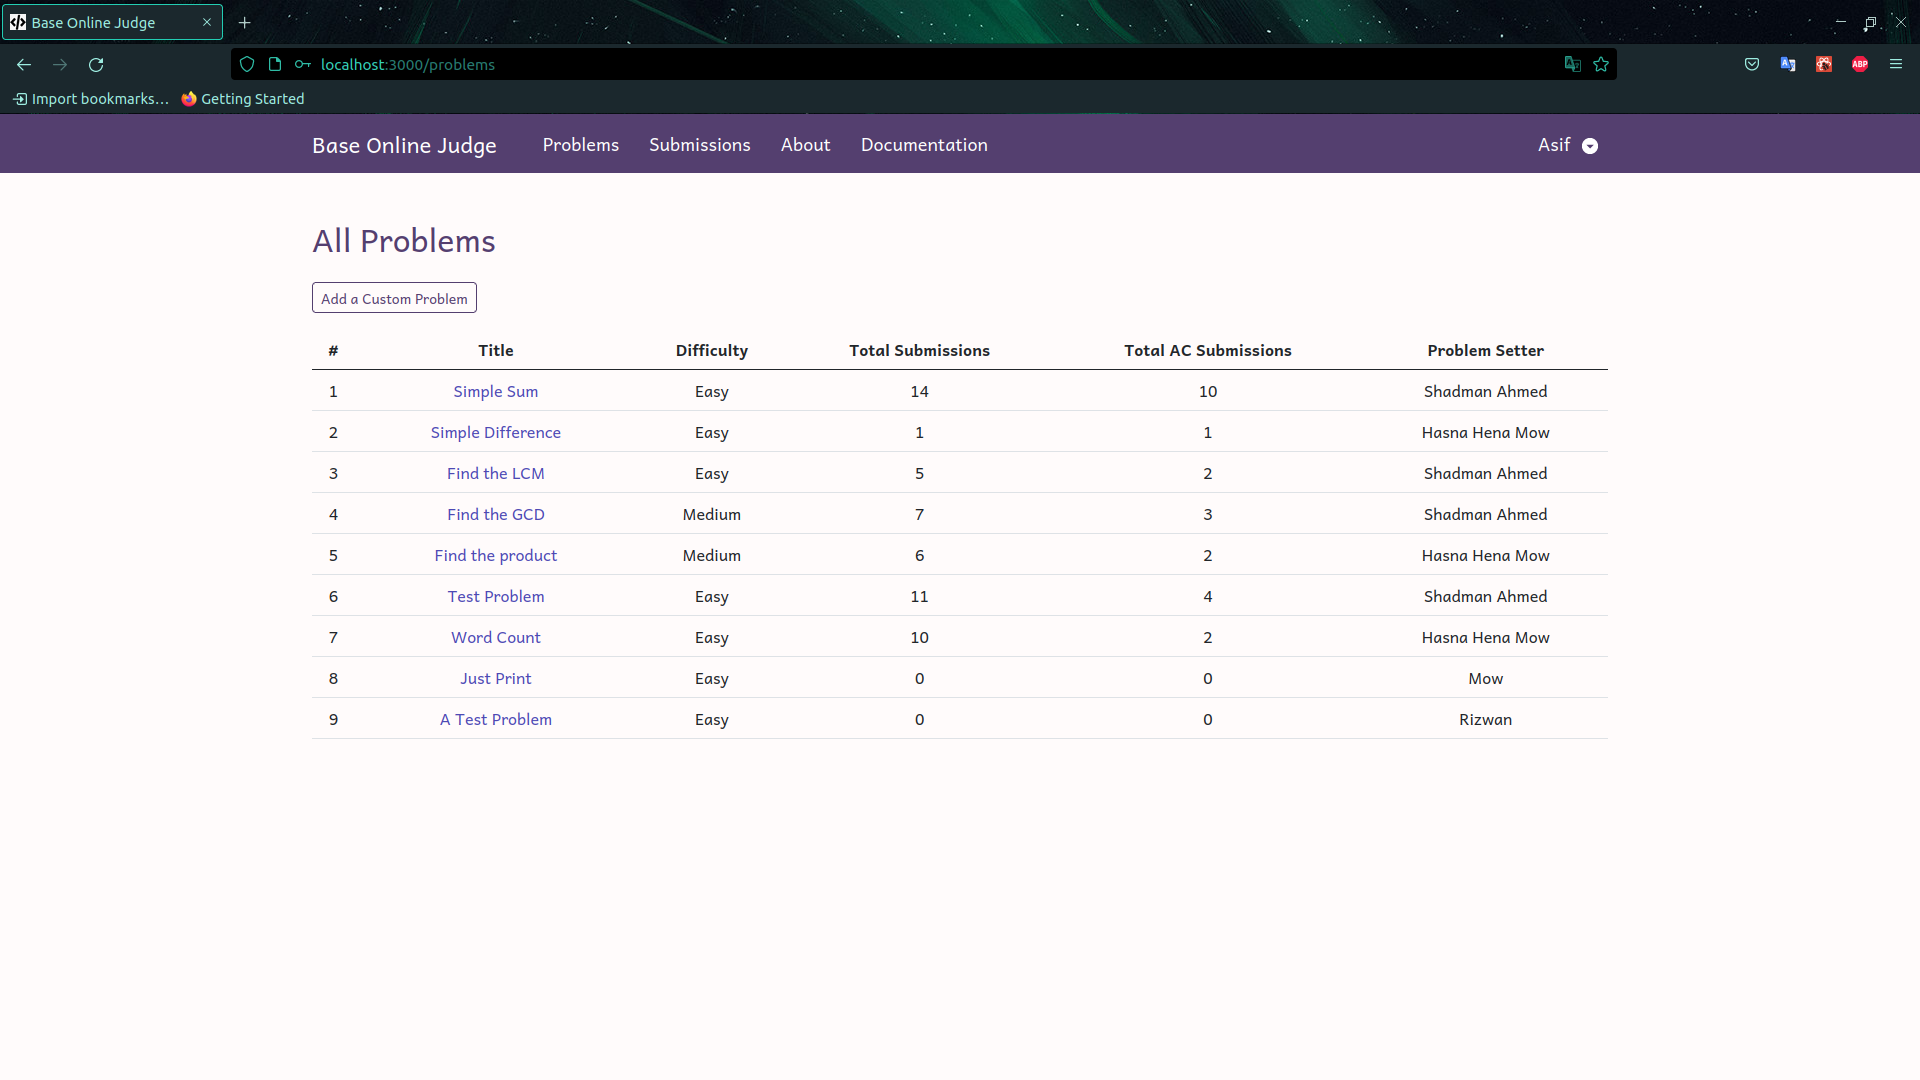 Base Online Judge
localhost:3000/problems
ABP
Import bookmarks…  Getting Started
Base Online Judge  Problems  Submissions  About  Documentation  Asif
All Problems
Add a Custom Problem
#  Title  Difficulty  Total Submissions  Total AC Submissions  Problem Setter
1  Simple Sum  Easy  14  10  Shadman Ahmed
2  Simple Difference  Easy  1  1  Hasna Hena Mow
3  Find the LCM  Easy  5  2  Shadman Ahmed
4  Find the GCD  Medium  7  3  Shadman Ahmed
5  Find the product  Medium  6  2  Hasna Hena Mow
6  Test Problem  Easy  11  4  Shadman Ahmed
7  Word Count  Easy  10  2  Hasna Hena Mow
8  Just Print  Easy  0  0  Mow
9  A Test Problem  Easy  0  0  Rizwan